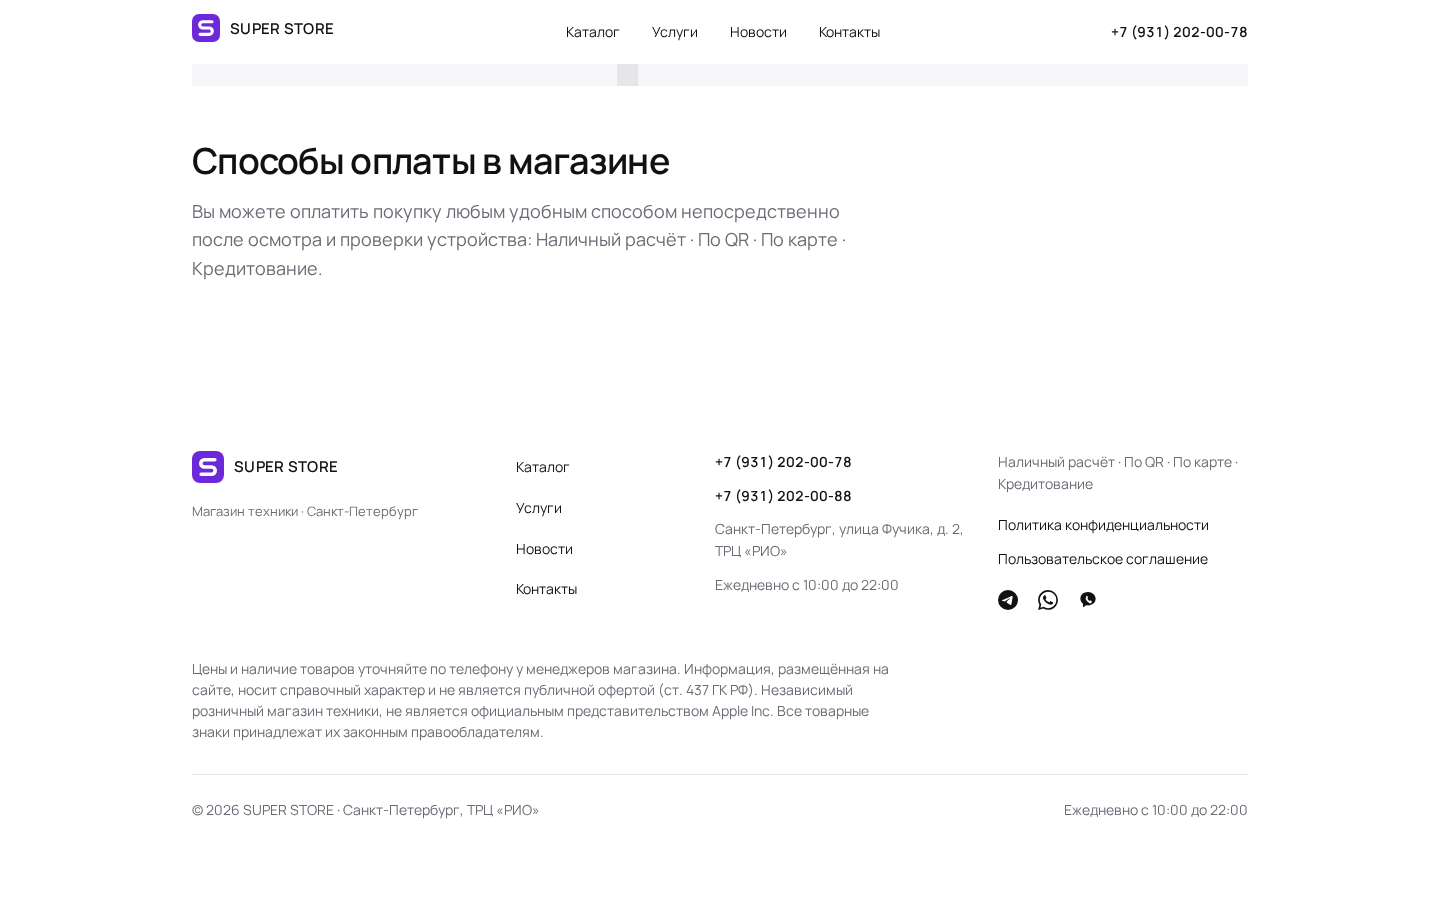 SUPER STORE
Каталог
Услуги
Новости
Контакты
+7 (931) 202-00-78
Способы оплаты в магазине
Вы можете оплатить покупку любым удобным способом непосредственно
после осмотра и проверки устройства: Наличный расчёт · По QR · По карте ·
Кредитование.
SUPER STORE
Магазин техники · Санкт-Петербург
Каталог
Услуги
Новости
Контакты
+7 (931) 202-00-78
+7 (931) 202-00-88
Санкт-Петербург, улица Фучика, д. 2,
ТРЦ «РИО»
Ежедневно с 10:00 до 22:00
Наличный расчёт · По QR · По карте ·
Кредитование
Политика конфиденциальности
Пользовательское соглашение
Цены и наличие товаров уточняйте по телефону у менеджеров магазина. Информация, размещённая на
сайте, носит справочный характер и не является публичной офертой (ст. 437 ГК РФ). Независимый
розничный магазин техники, не является официальным представительством Apple Inc. Все товарные
знаки принадлежат их законным правообладателям.
© 2026 SUPER STORE · Санкт-Петербург, ТРЦ «РИО»
Ежедневно с 10:00 до 22:00